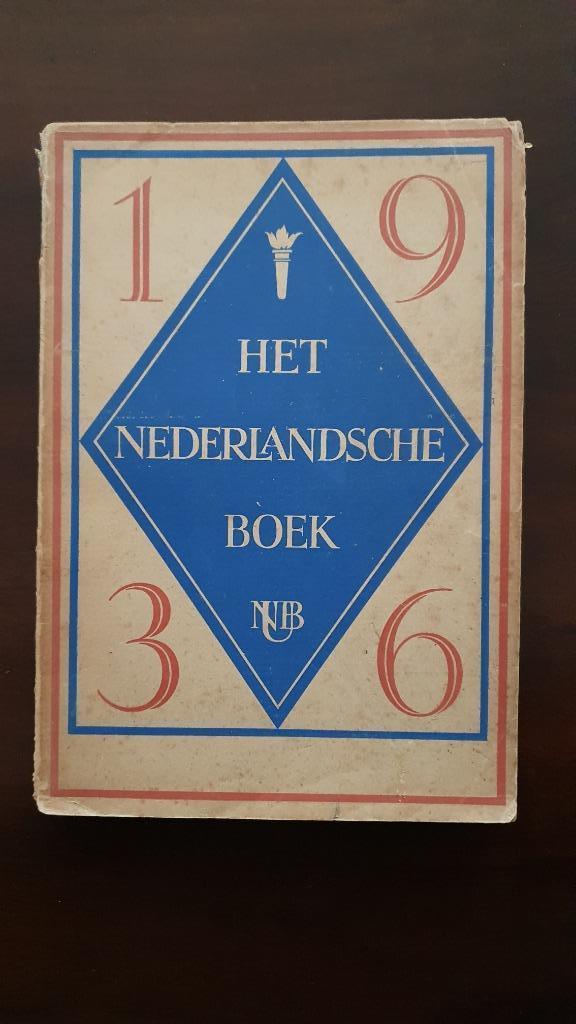 1 9
HET
NEDERLANDSCHE
BOEK
NUB
3 6